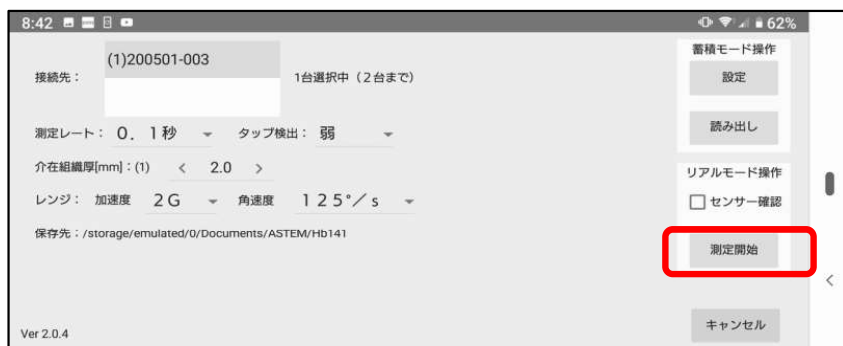 8:42 62%
接続先： (1)200501-003 1台選択中（２台まで）
測定レート： ０．１秒 タップ検出： 弱
介在組織厚[mm]：(1) ＜ 2.0 ＞
レンジ： 加速度 ２Ｇ 角速度 １２５°／ｓ
保存先：/storage/emulated/0/Documents/ASTEM/Hb141
Ver 2.0.4
蓄積モード操作
設定
読み出し
リアルモード操作
センサー確認
測定開始
キャンセル